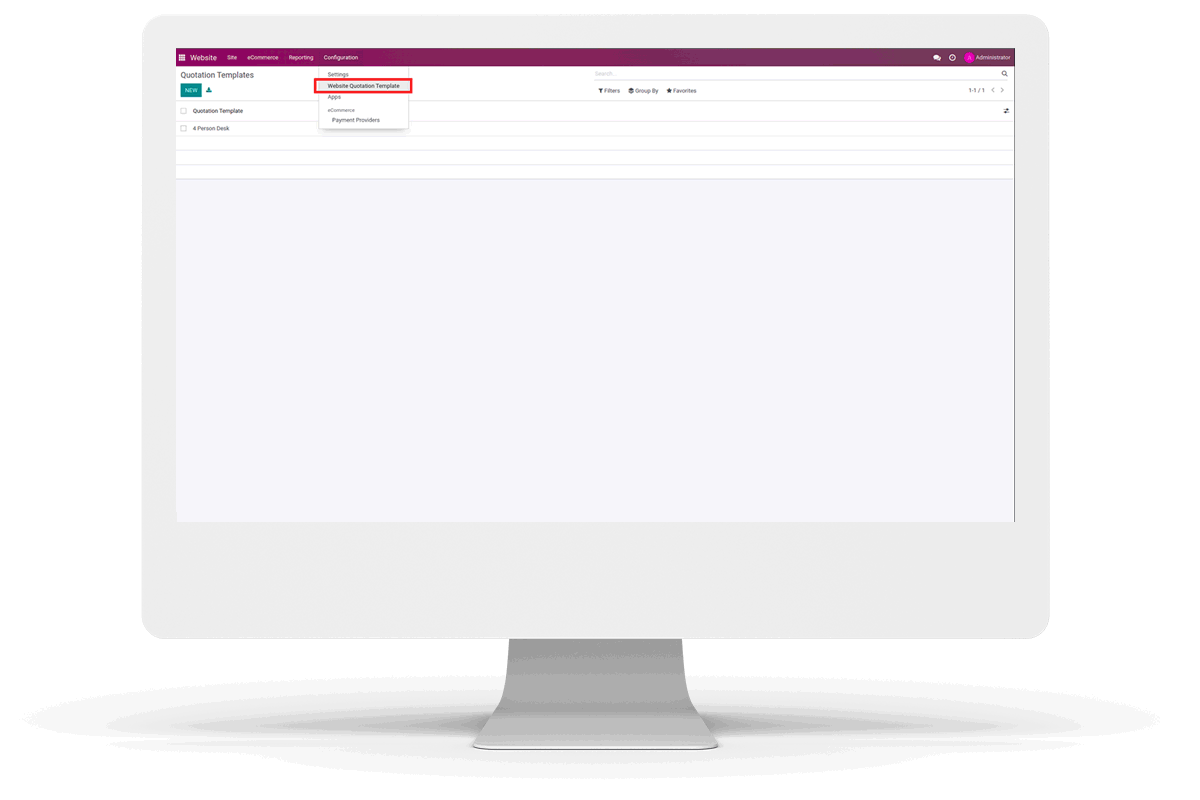 Website Site eCommerce Reporting Configuration Administrator
Quotation Templates
Settings
Search...
NEW
Website Quotation Template
Filters Group By Favorites 1-1 / 1
Apps
Quotation Template
eCommerce
Payment Providers
4 Person Desk